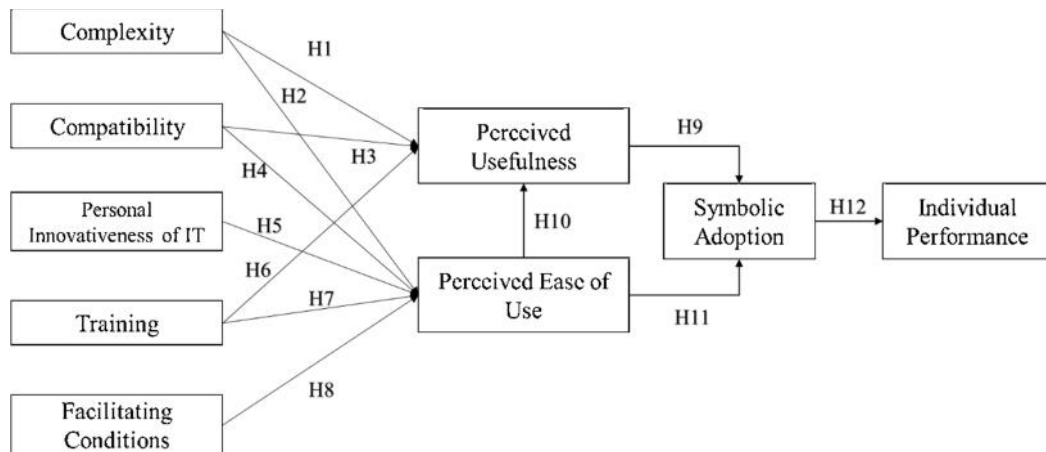 Complexity
H1
H2
Compatibility
Perceived
Usefulness
H9
H3
H4
Personal
Innovativeness of IT
H5
H10
Symbolic
Adoption
H12
Individual
Performance
H6
Training
H7
Perceived Ease of
Use
H11
H8
Facilitating
Conditions